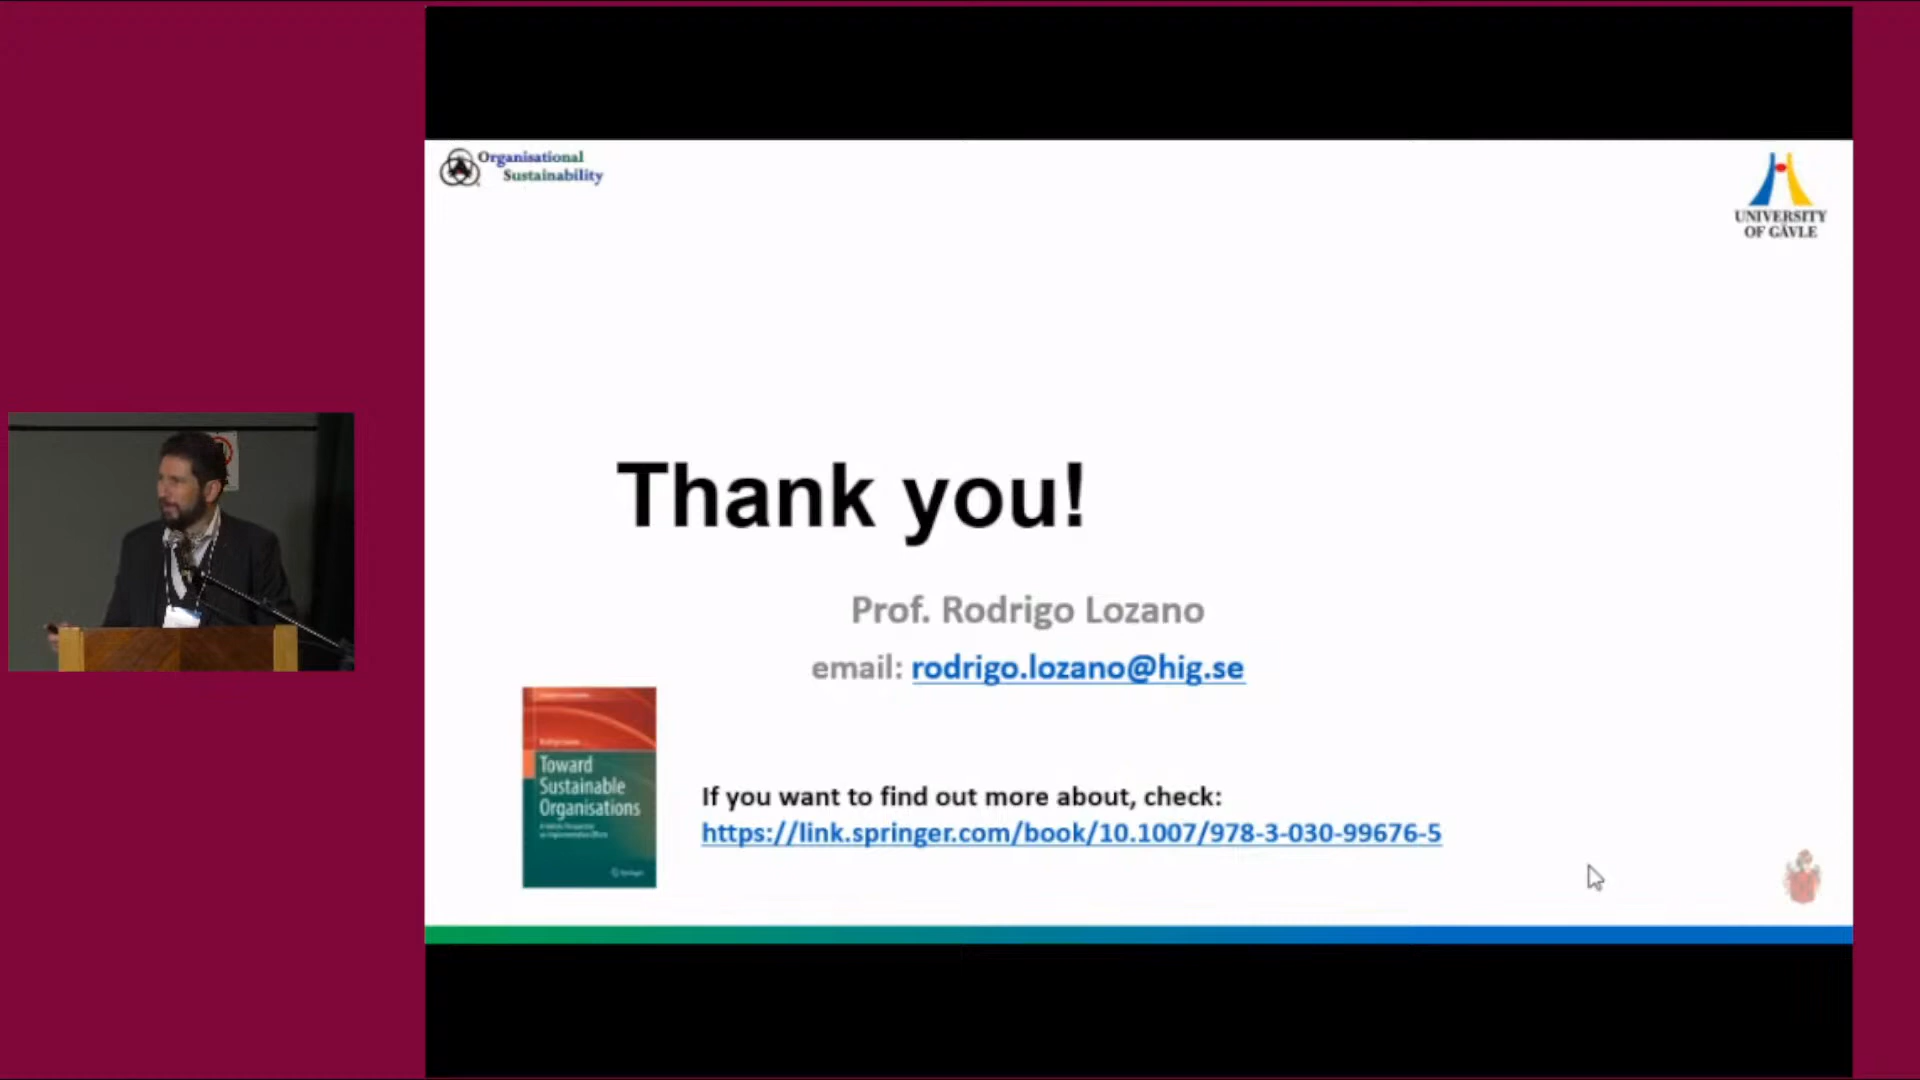 Organisational
Sustainability
UNIVERSITY
OF GÄVLE
Thank you!
Prof. Rodrigo Lozano
email: rodrigo.lozano@hig.se
Toward
Sustainable
Organisations
Springer
If you want to find out more about, check:
https://link.springer.com/book/10.1007/978-3-030-99676-5